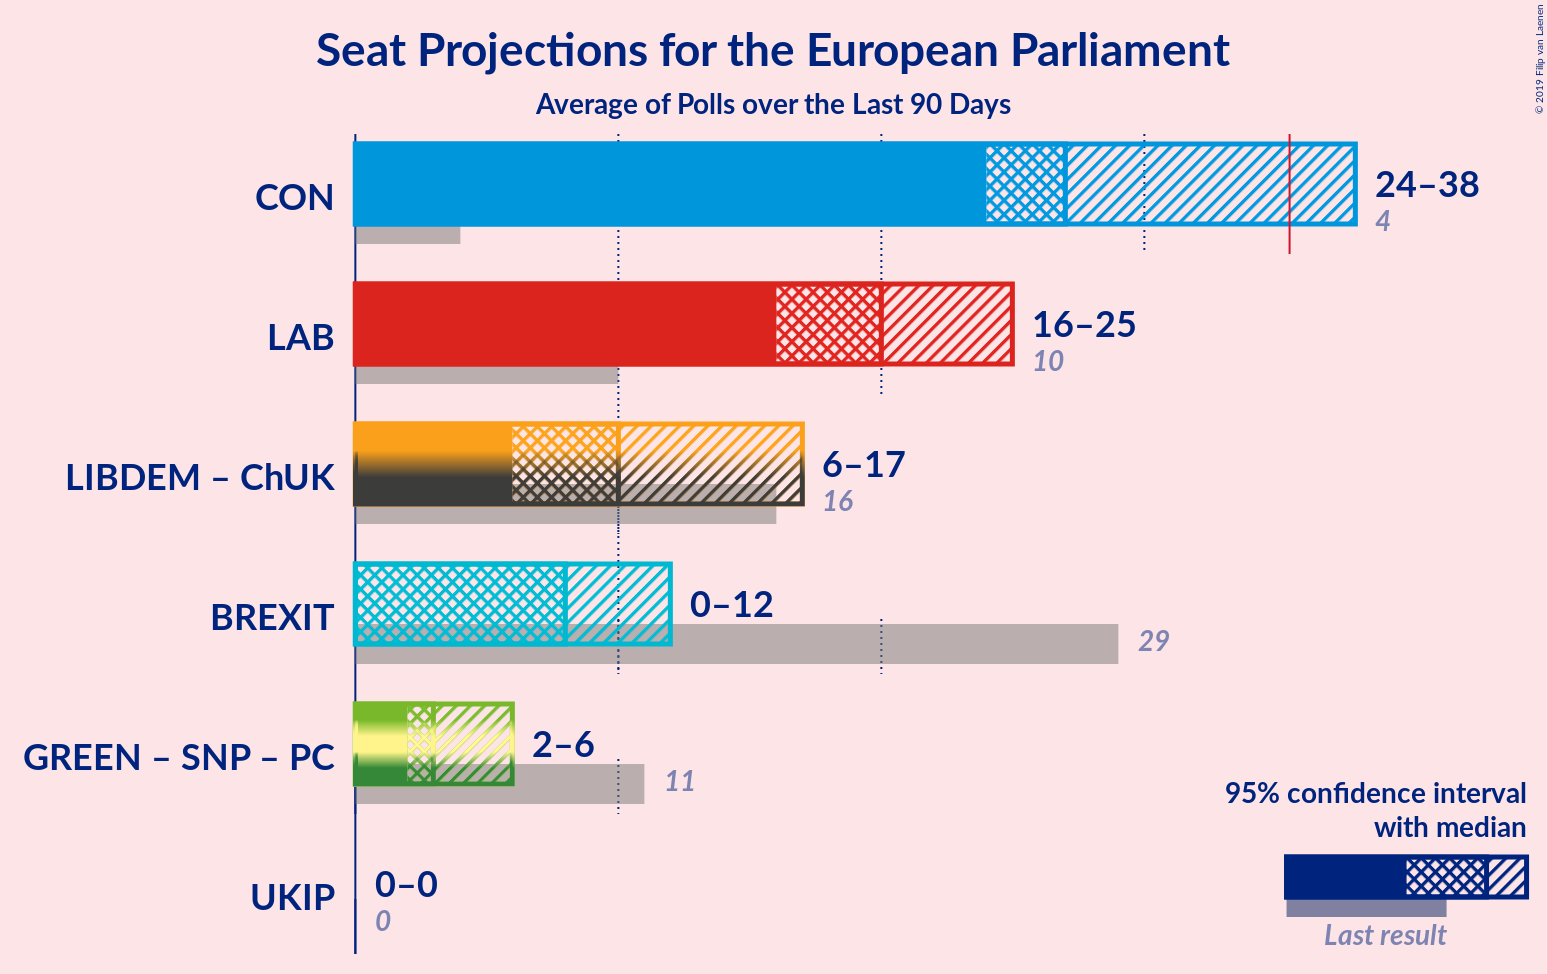 Seat Projections for the European Parliament
Average of Polls over the Last 90 Days
© 2019 Filip van Laenen
CON
24–38
4
LAB
16–25
10
LIBDEM – ChUK
6–17
16
BREXIT
0–12
29
GREEN – SNP – PC
2–6
11
UKIP
0–0
0
95% confidence interval
with median
Last result